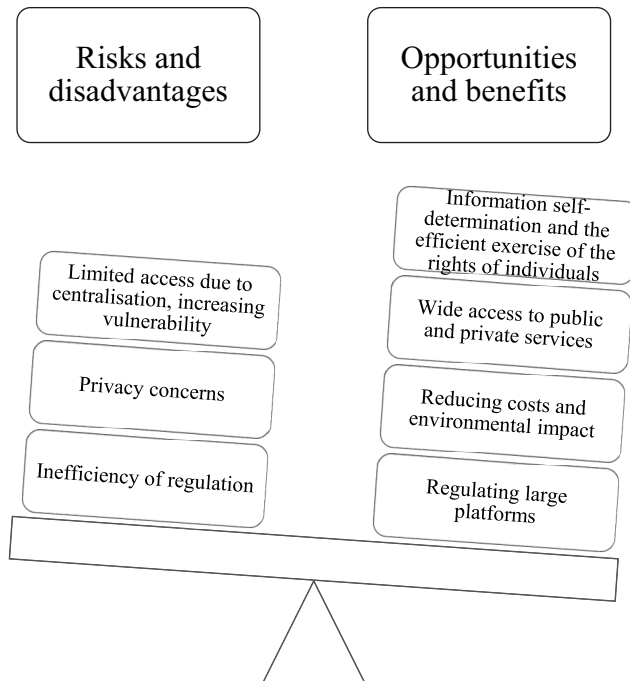 Risks and
disadvantages
Opportunities
and benefits
Limited access due to
centralisation, increasing
vulnerability
Privacy concerns
Inefficiency of regulation
Information self-
determination and the
efficient exercise of the
rights of individuals
Wide access to public
and private services
Reducing costs and
environmental impact
Regulating large
platforms